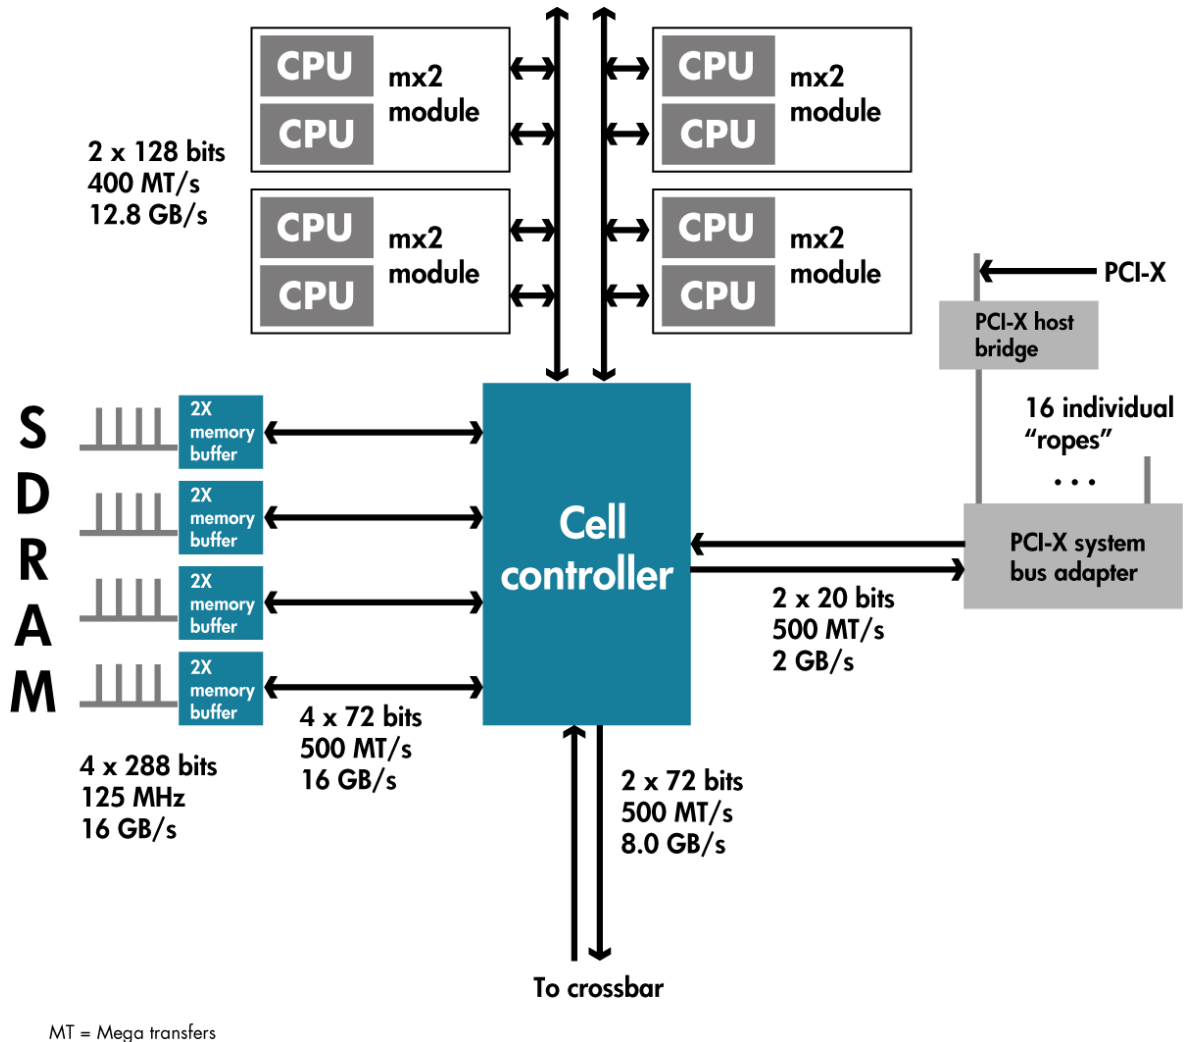 CPU
CPU
mx2
module
CPU
CPU
mx2
module
2 x 128 bits
400 MT/s
12.8 GB/s
CPU
CPU
mx2
module
CPU
CPU
mx2
module
PCI-X
PCI-X host
bridge
16 individual
“ropes”
...
PCI-X system
bus adapter
SDRAM
2X
memory
buffer
2X
memory
buffer
2X
memory
buffer
2X
memory
buffer
Cell
controller
2 x 20 bits
500 MT/s
2 GB/s
4 x 72 bits
500 MT/s
16 GB/s
4 x 288 bits
125 MHz
16 GB/s
2 x 72 bits
500 MT/s
8.0 GB/s
To crossbar
MT = Mega transfers